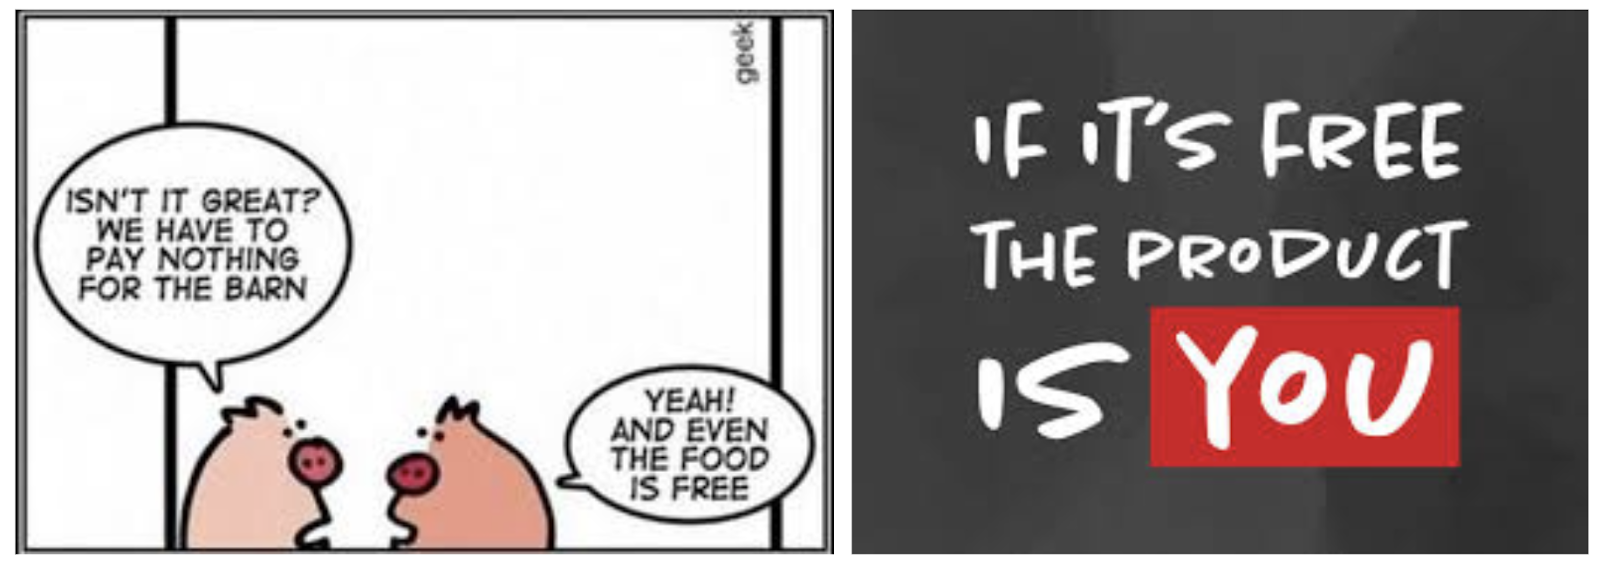 geek
ISN'T IT GREAT?
WE HAVE TO
PAY NOTHING
FOR THE BARN
YEAH!
AND EVEN
THE FOOD
IS FREE
IF IT'S FREE
THE PRODUCT
IS YOU